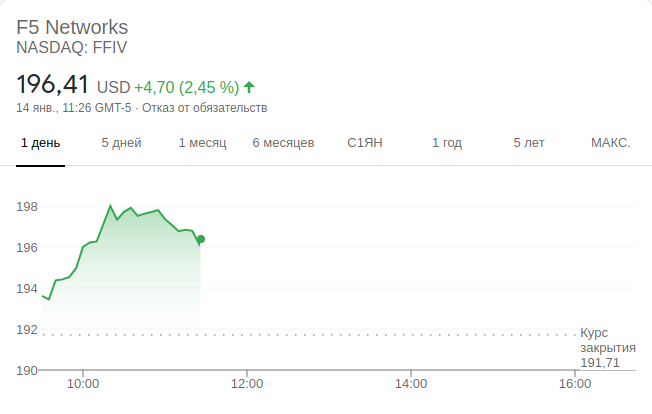 F5 Networks
NASDAQ: FFIV
196,41 USD +4,70 (2,45 %)
14 янв., 11:26 GMT-5 · Отказ от обязательств
1 день 5 дней 1 месяц 6 месяцев С1ЯН 1 год 5 лет МАКС.
198
196
194
192
190
Курс
закрытия
191,71
10:00 12:00 14:00 16:00